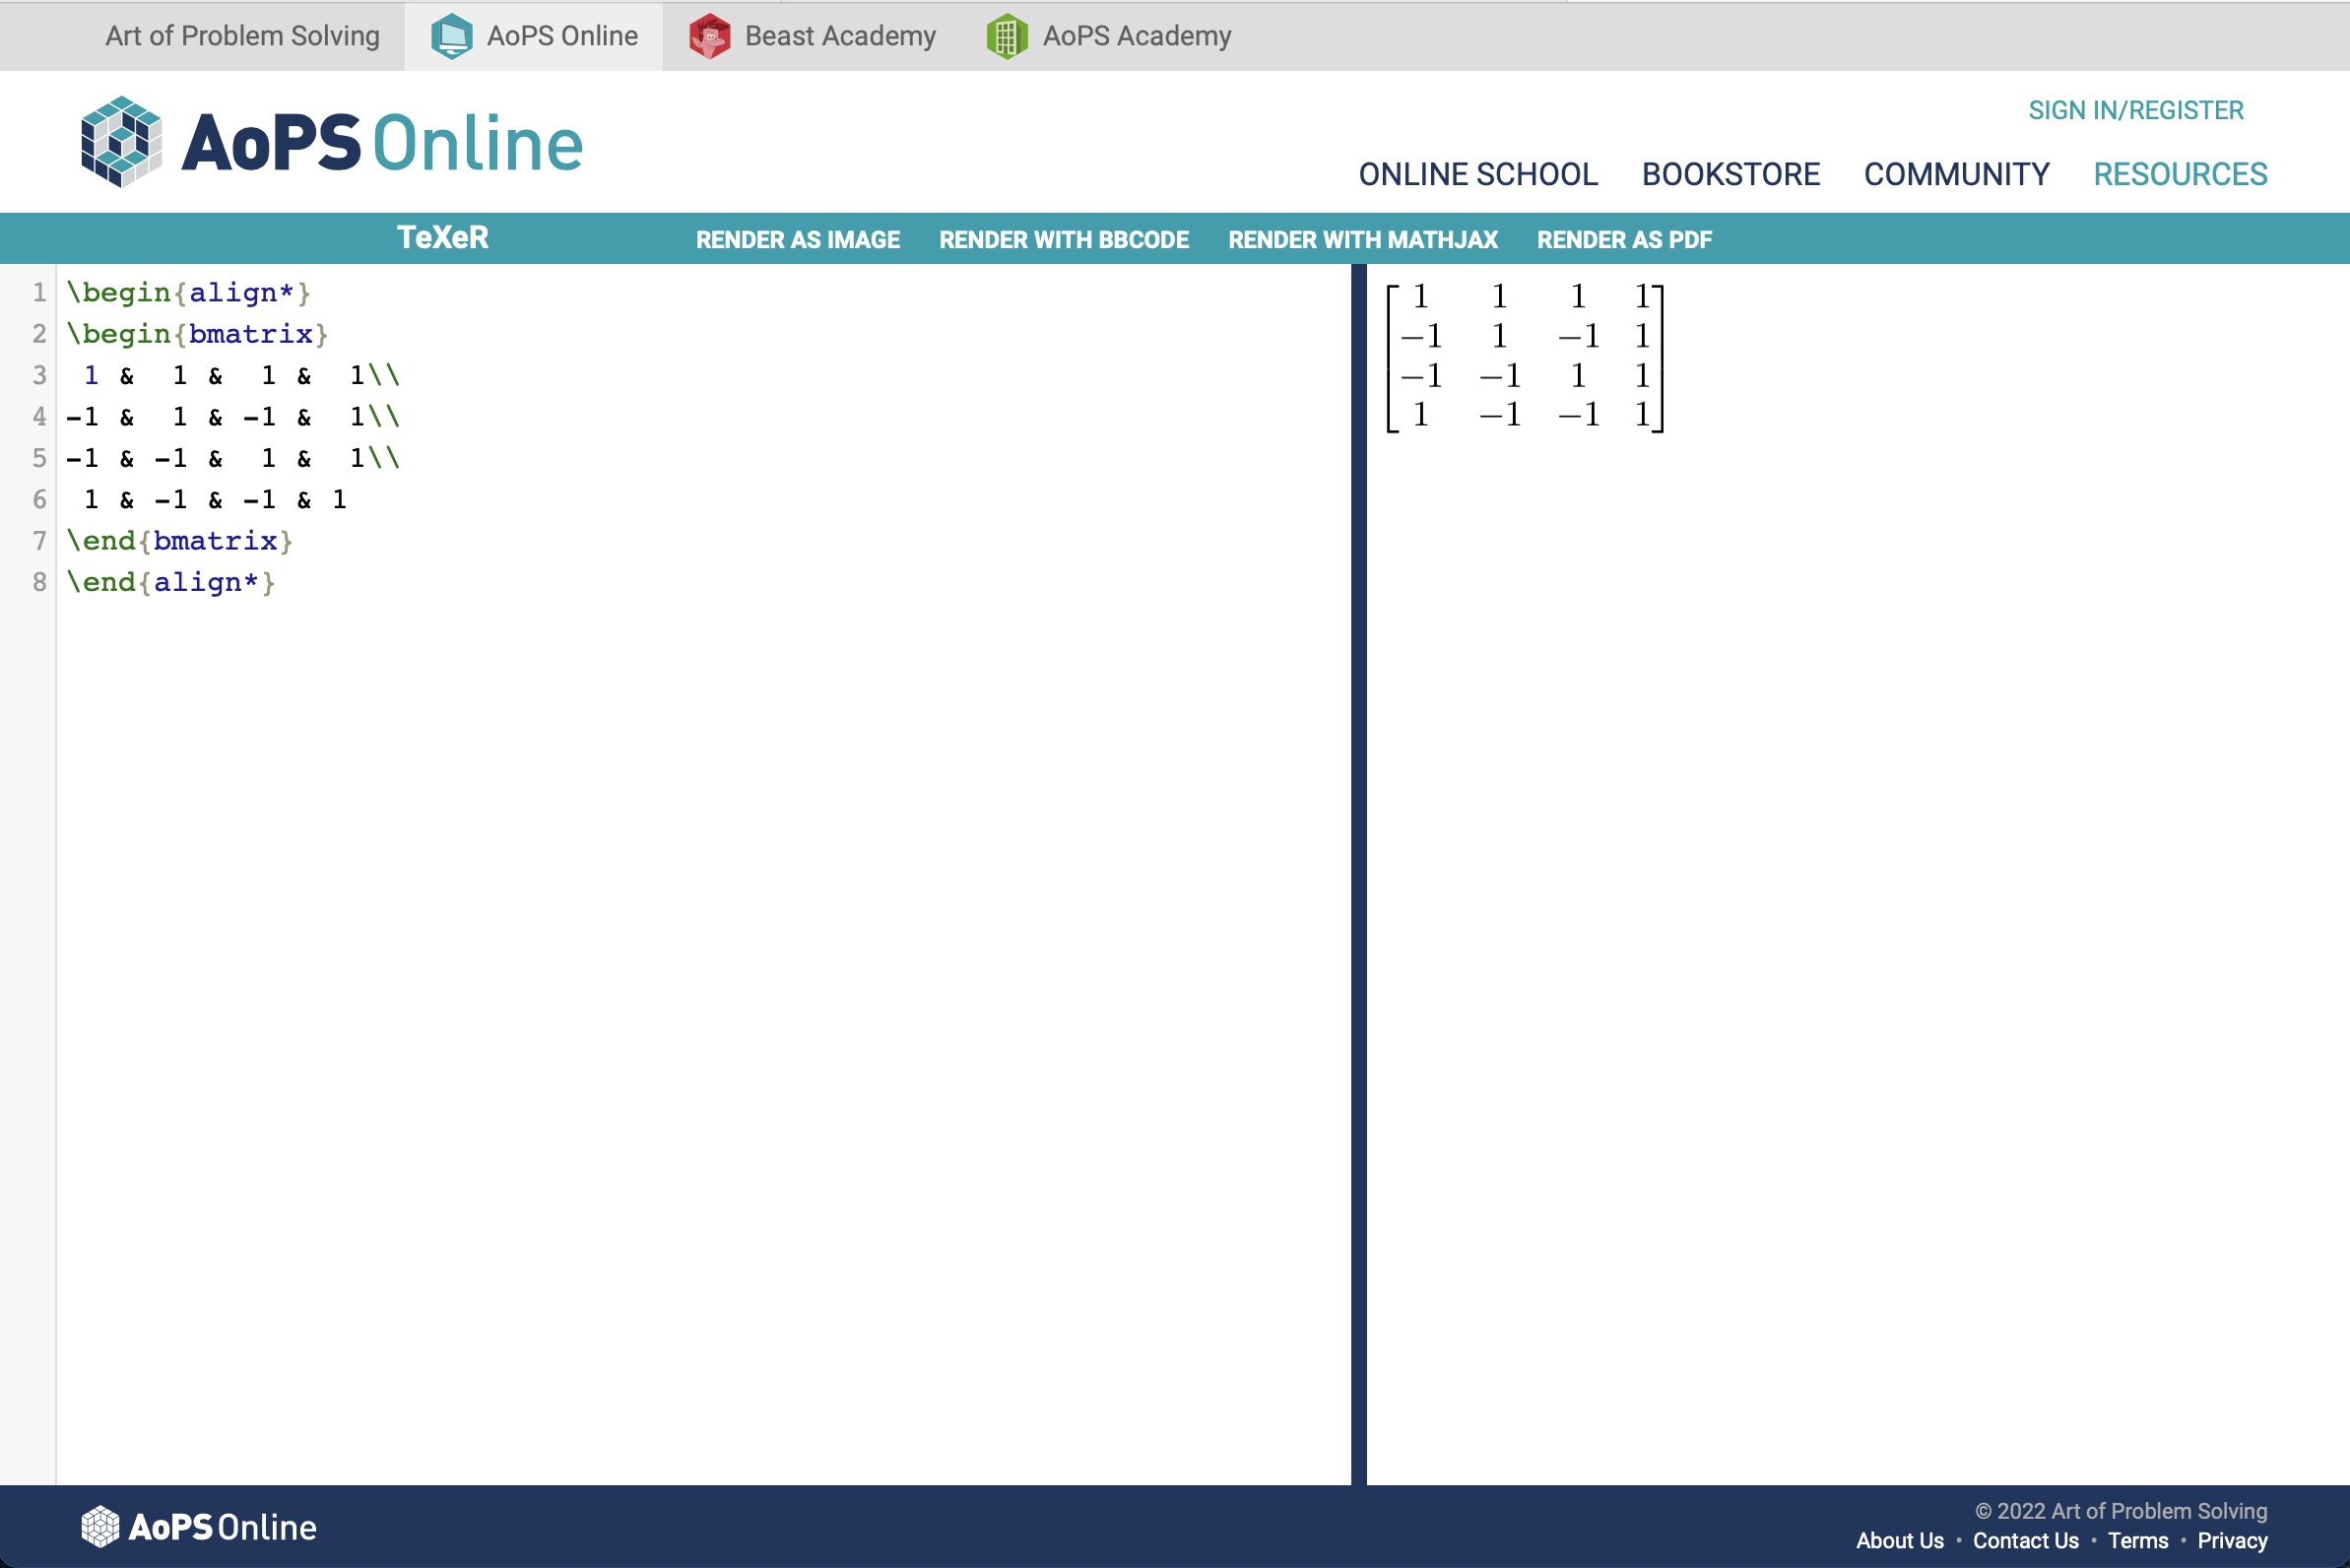 Art of Problem Solving AoPS Online Beast Academy AoPS Academy
AoPS Online
SIGN IN/REGISTER
ONLINE SCHOOL BOOKSTORE COMMUNITY RESOURCES
TeXeR RENDER AS IMAGE RENDER WITH BBCODE RENDER WITH MATHJAX RENDER AS PDF
1 \begin{align*}
2 \begin{bmatrix}
3  1 &  1 &  1 &  1\\
4 -1 &  1 & -1 &  1\\
5 -1 & -1 &  1 &  1\\
6  1 & -1 & -1 & 1
7 \end{bmatrix}
8 \end{align*}
1 1 1 1
−1 1 −1 1
−1 −1 1 1
1 −1 −1 1
AoPS Online
© 2022 Art of Problem Solving
About Us • Contact Us • Terms • Privacy